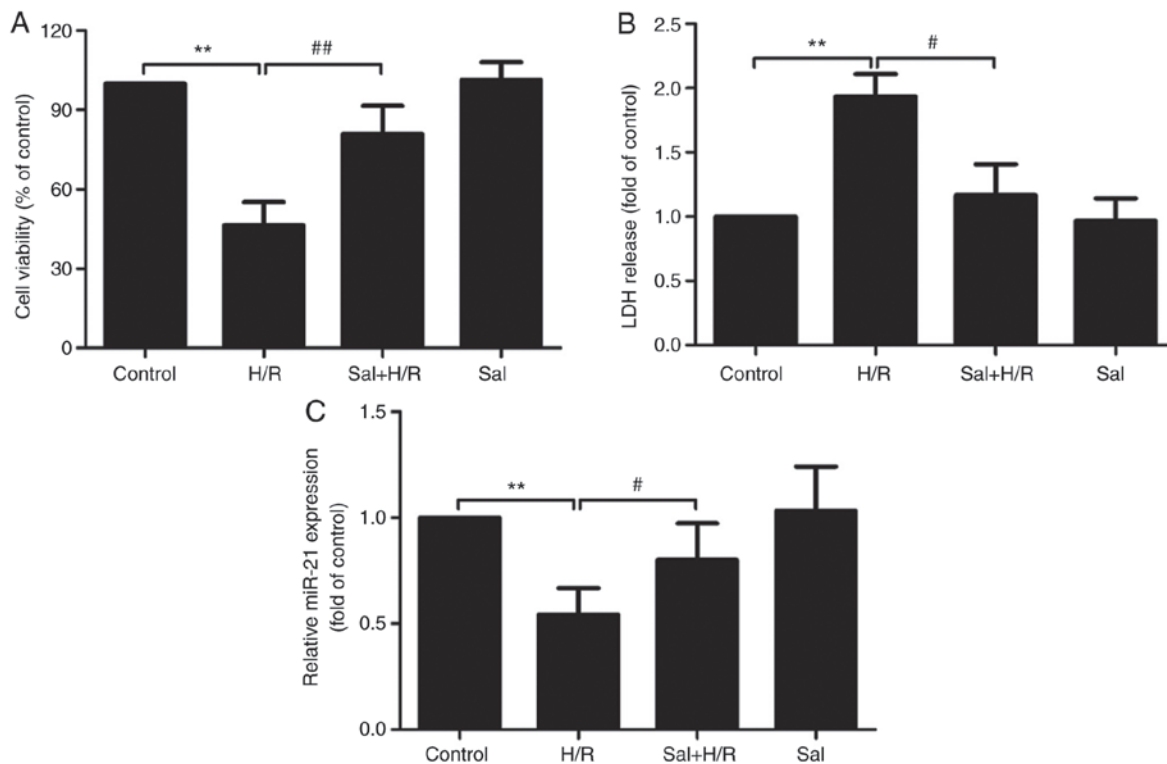 A
Cell viability (% of control)
120
90
60
30
0
**
##
Control H/R Sal+H/R Sal
B
LDH release (fold of control)
2.5
2.0
1.5
1.0
0.5
0.0
**
#
Control H/R Sal+H/R Sal
C
Relative miR-21 expression
(fold of control)
1.5
1.0
0.5
0.0
**
#
Control H/R Sal+H/R Sal